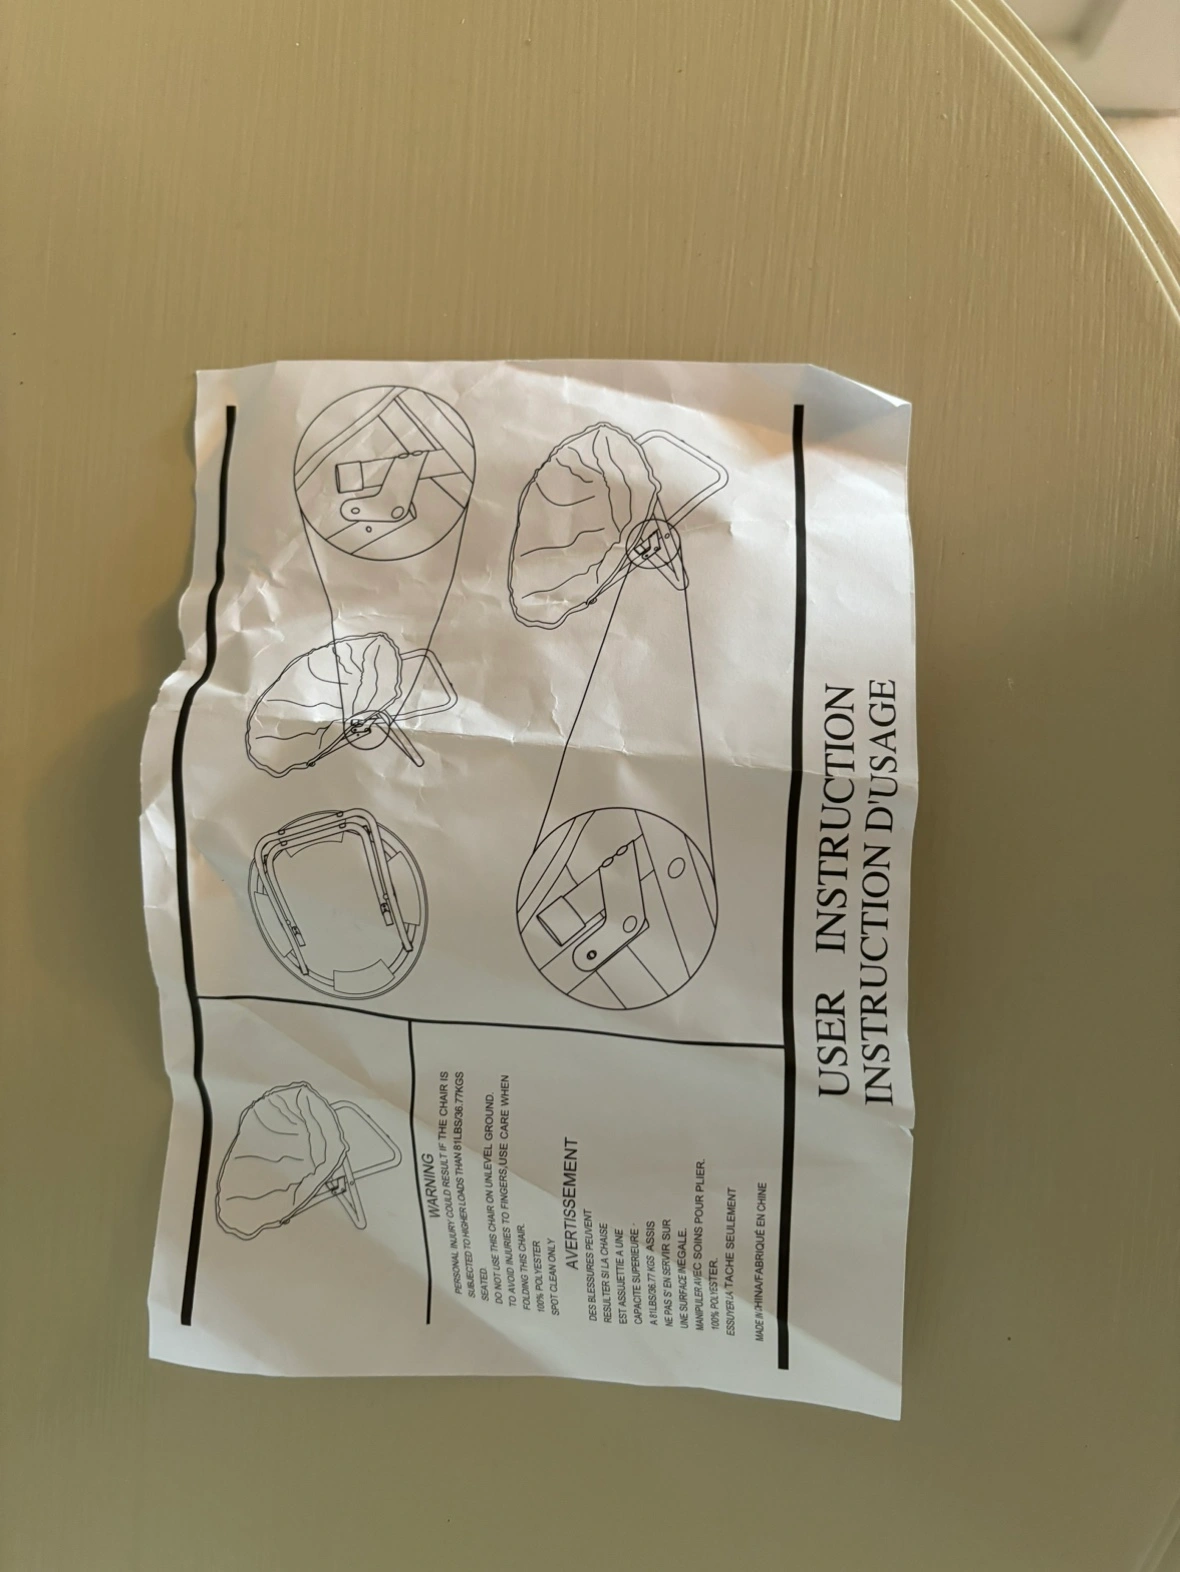 WARNING
PERSONAL INJURY COULD RESULT IF THE CHAIR IS
SUBJECTED TO HIGHER LOADS THAN 81LBS/36.77KGS
SEATED.
DO NOT USE THIS CHAIR ON UNLEVEL GROUND.
TO AVOID INJURIES TO FINGERS,USE CARE WHEN
FOLDING THIS CHAIR.
100% POLYESTER
SPOT CLEAN ONLY
AVERTISSEMENT
DES BLESSURES PEUVENT
RESULTER SI LA CHAISE
EST ASSUJETTIE A UNE
CAPACITE SUPERIEURE
A 81LBS/36.77 KGS ASSIS
NE PAS S' EN SERVIR SUR
UNE SURFACE INEGALE.
MANIPULER AVEC SOINS POUR PLIER.
100% POLYESTER.
ESSUYER LA TACHE SEULEMENT
MADE IN CHINA/FABRIQUÉ EN CHINE
USER INSTRUCTION
INSTRUCTION D'USAGE